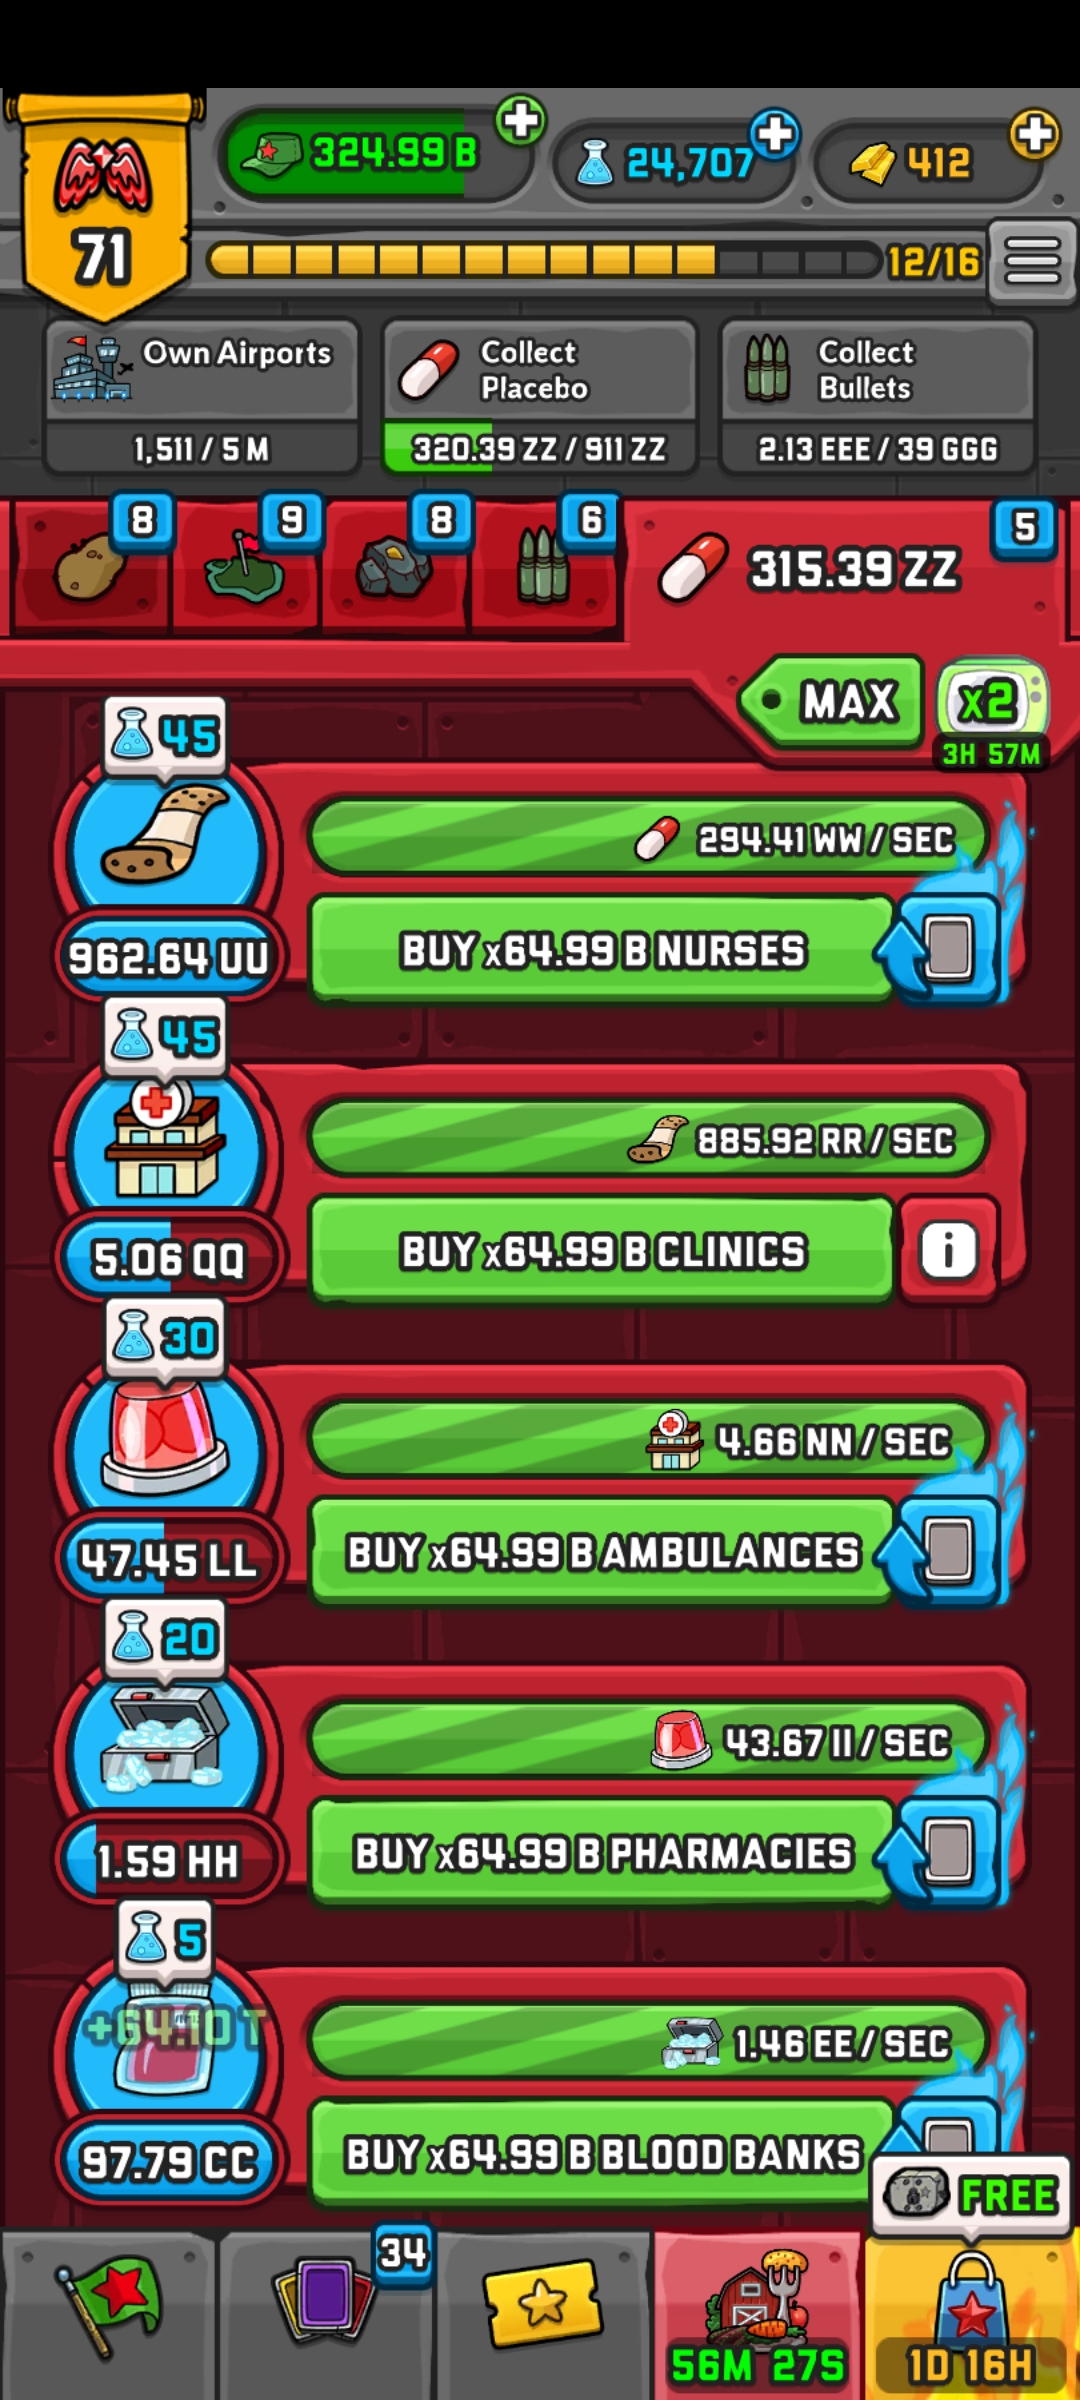 324.99 B
24,707
412
71
12/16
Own Airports
1,511 / 5 M
Collect
Placebo
320.39 ZZ / 911 ZZ
Collect
Bullets
2.13 EEE / 39 GGG
8
9
8
6
315.39 ZZ
5
MAX
x2
3H 57M
45
294.41 WW / SEC
962.64 UU
BUY x64.99 B NURSES
45
885.92 RR / SEC
5.06 QQ
BUY x64.99 B CLINICS
i
30
4.66 NN / SEC
47.45 LL
BUY x64.99 B AMBULANCES
20
43.67 II / SEC
1.59 HH
BUY x64.99 B PHARMACIES
5
+64.10 T
1.46 EE / SEC
97.79 CC
BUY x64.99 B BLOOD BANKS
FREE
34
56M 27S
1D 16H